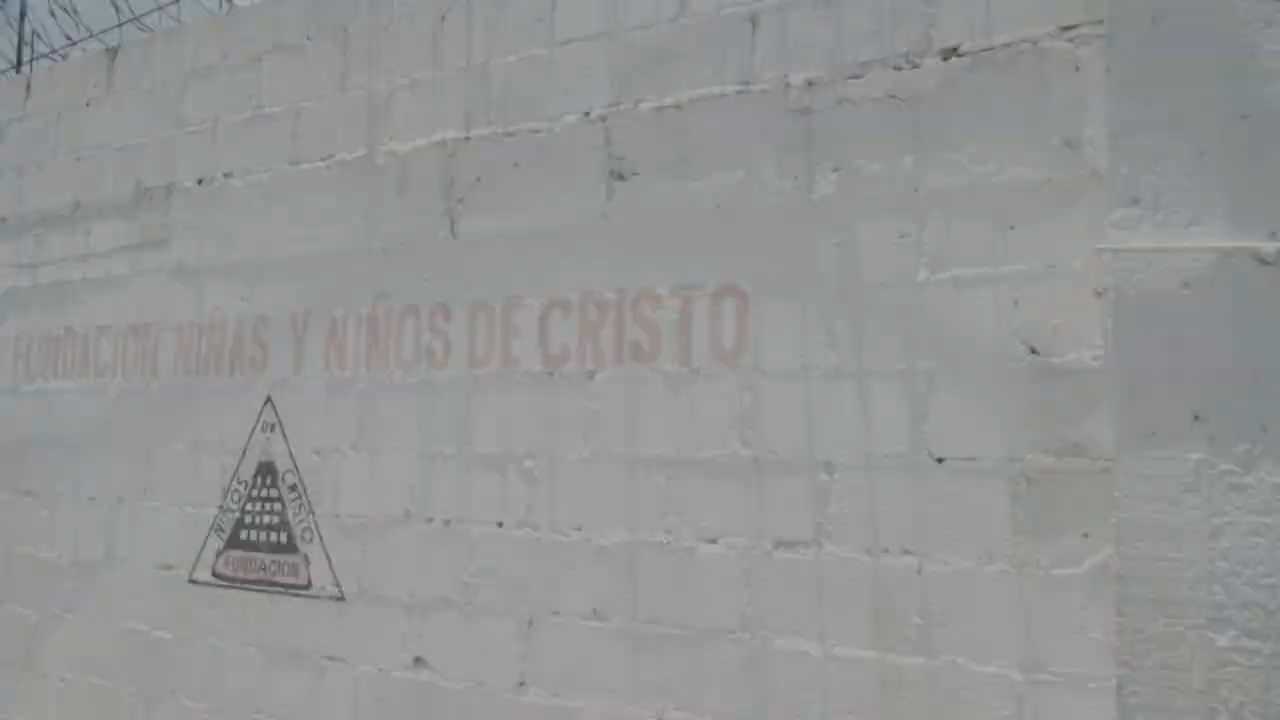 FUNDACION NIÑAS Y NIÑOS DE CRISTO
DE
NIÑOS CRISTO
FUNDACION